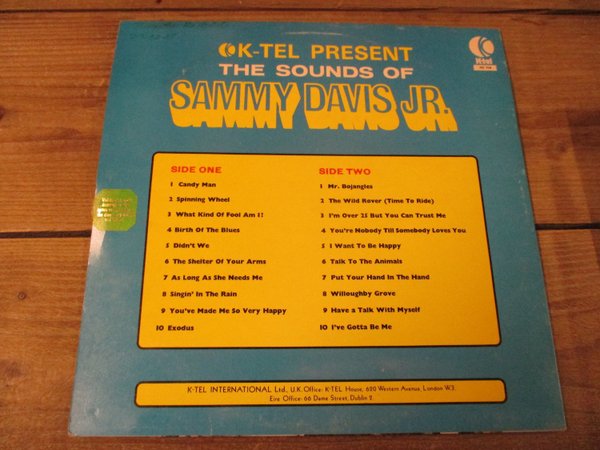 K-TEL PRESENT
K-tel
THE SOUNDS OF
SAMMY DAVIS JR.
SIDE ONE
1 Candy Man
2 Spinning Wheel
3 What Kind Of Fool Am I!
4 Birth Of The Blues
5 Didn't We
6 The Shelter Of Your Arms
7 As Long As She Needs Me
8 Singin' In The Rain
9 You've Made Me So Very Happy
10 Exodus
SIDE TWO
1 Mr. Bojangles
2 The Wild Rover (Time To Ride)
3 I'm Over 25 But You Can Trust Me
4 You're Nobody Till Somebody Loves You
5 I Want To Be Happy
6 Talk To The Animals
7 Put Your Hand In The Hand
8 Willoughby Grove
9 Have a Talk With Myself
10 I've Gotta Be Me
K-TEL INTERNATIONAL Ltd., U.K. Office: K-TEL House, 620 Western Avenue, London W3.
Eire Office: 66 Dame Street, Dublin 2.